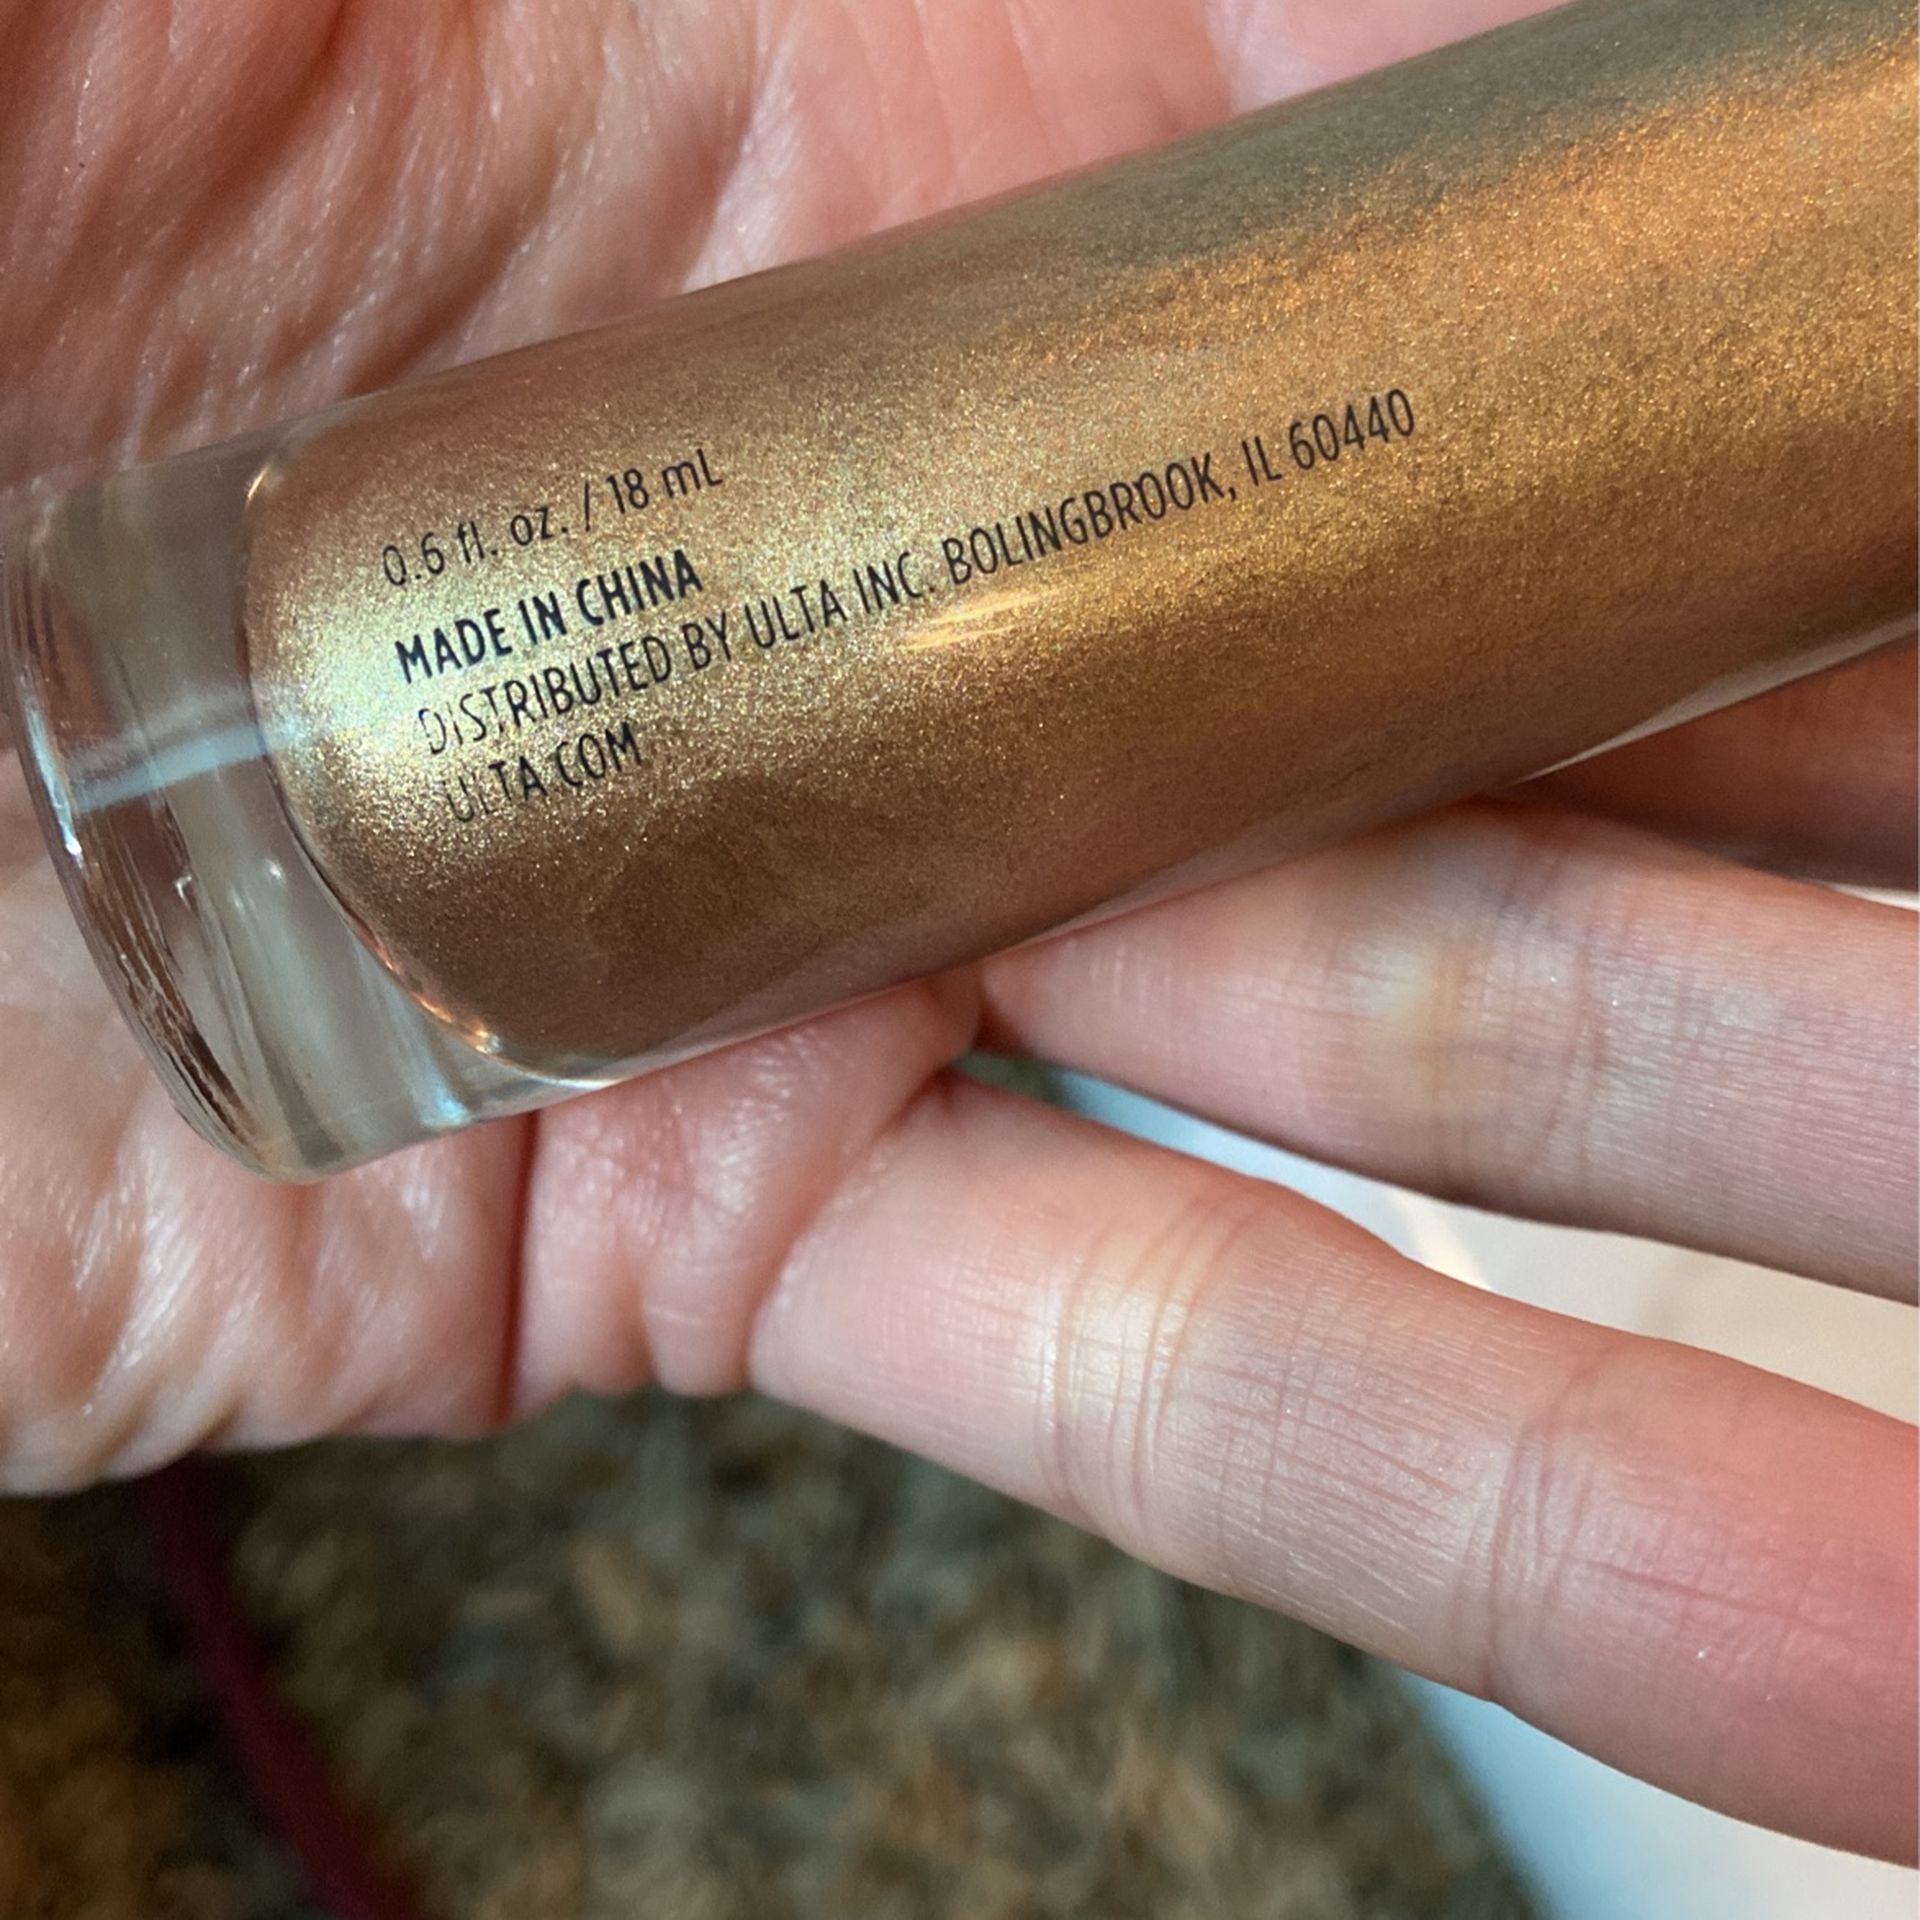 0.6 fl. oz. / 18 mL
MADE IN CHINA
DISTRIBUTED BY ULTA INC. BOLINGBROOK, IL 60440
ULTA.COM